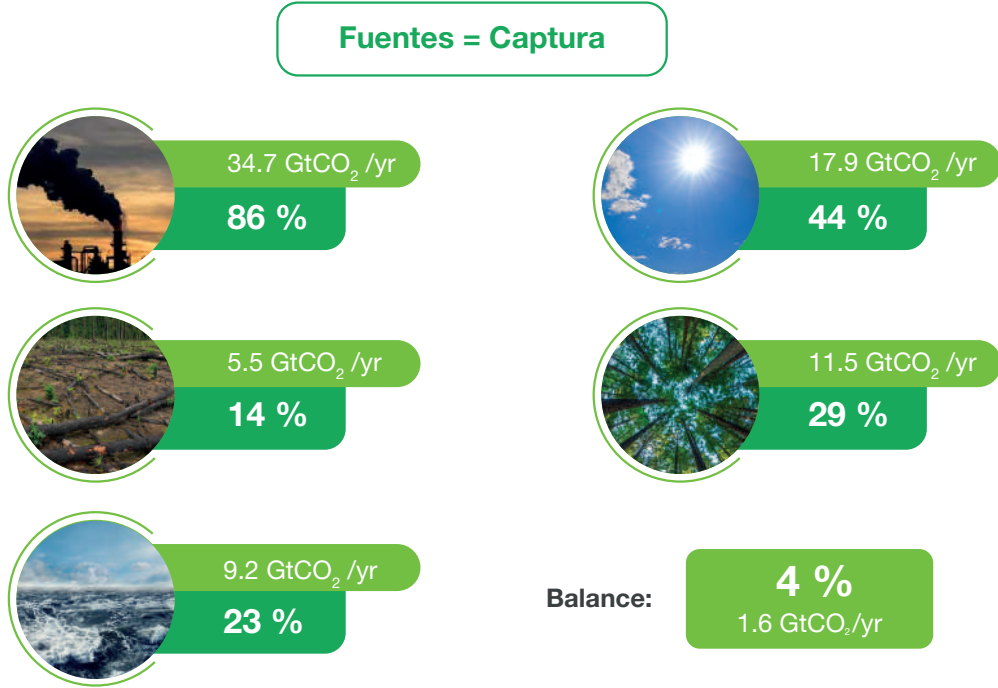 Fuentes = Captura
34.7 GtCO₂ /yr
86 %
17.9 GtCO₂ /yr
44 %
5.5 GtCO₂ /yr
14 %
11.5 GtCO₂ /yr
29 %
9.2 GtCO₂ /yr
23 %
Balance:
4 %
1.6 GtCO₂/yr